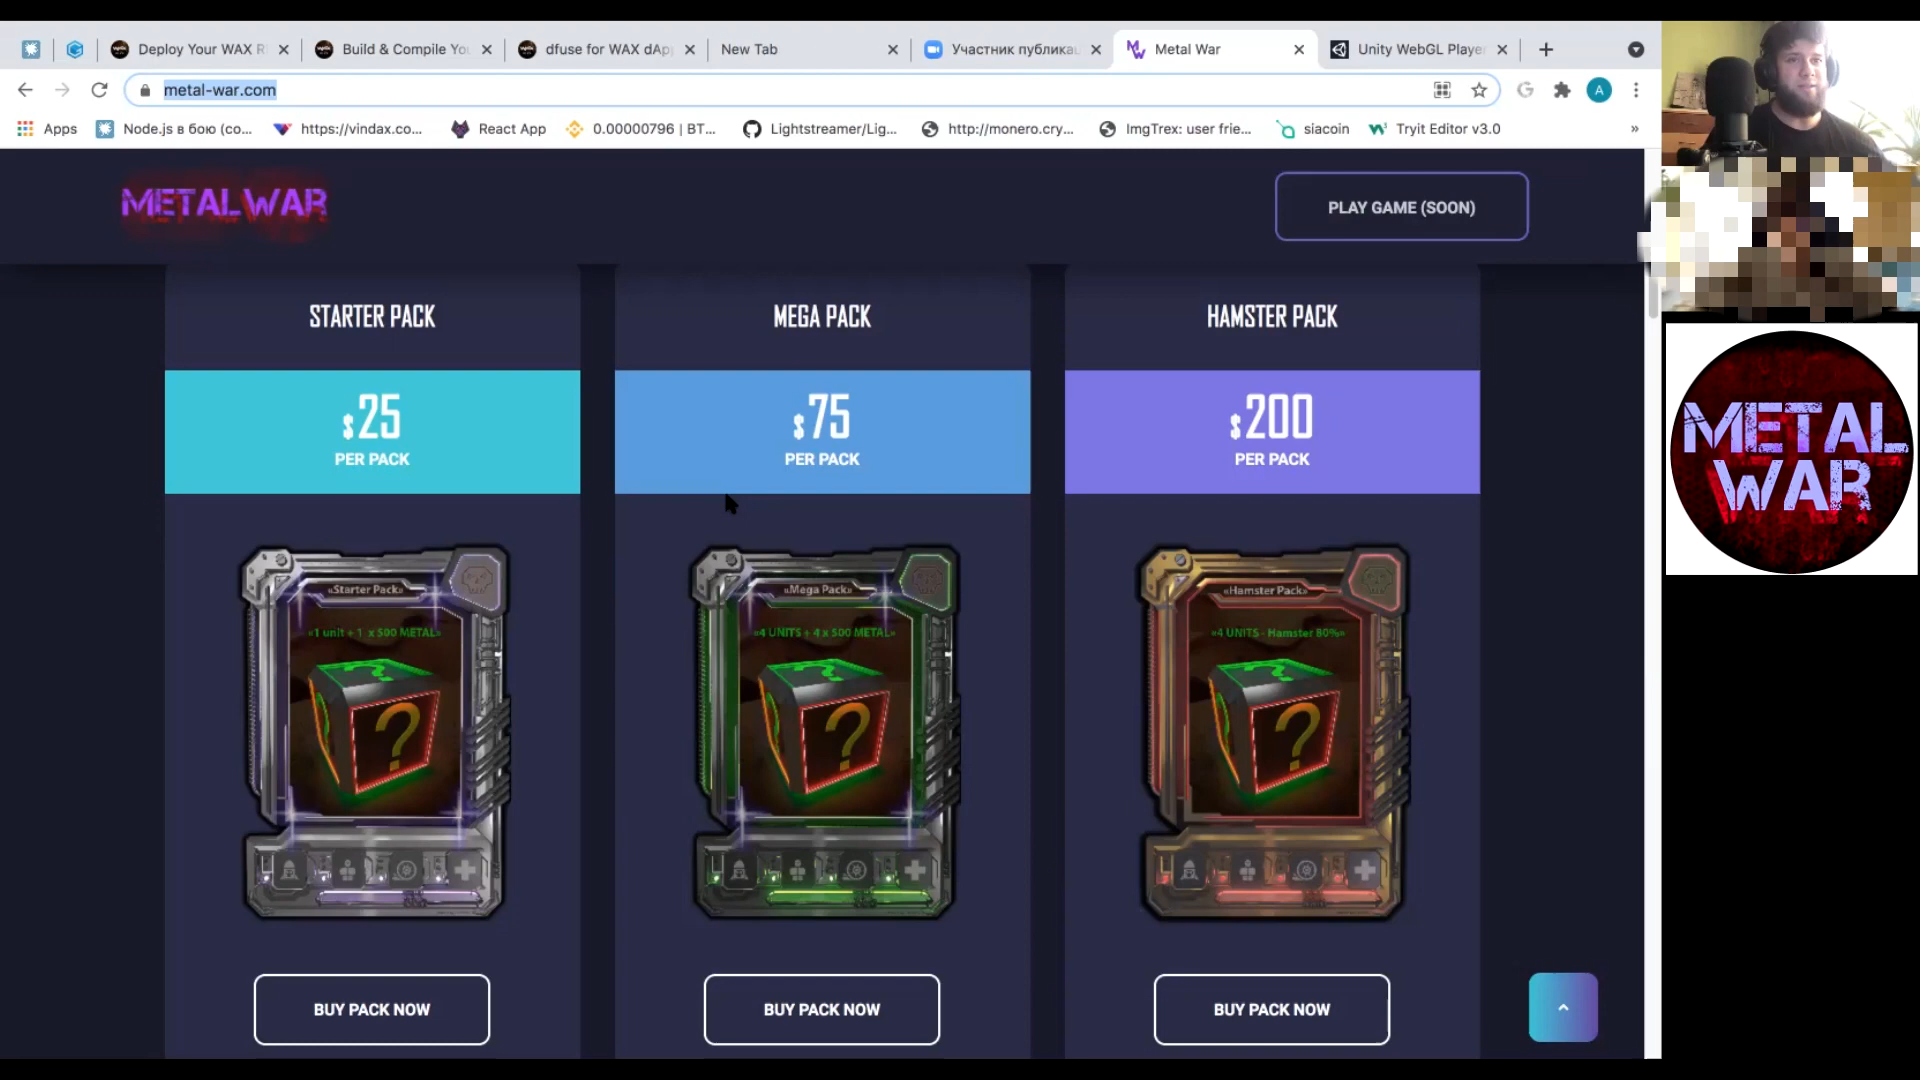 Deploy Your WAX R
Build & Compile Yo
dfuse for WAX dAp
New Tab
Участник публика
Metal War
Unity WebGL Player
metal-war.com
A
Apps
Node.js в бою (co...
https://vindax.co...
React App
0.00000796 | BT...
Lightstreamer/Lig...
http://monero.cry...
ImgTrex: user frie...
siacoin
Tryit Editor v3.0
»
METAL WAR
PLAY GAME (SOON)
STARTER PACK
MEGA PACK
HAMSTER PACK
$25
PER PACK
$75
PER PACK
$200
PER PACK
«Starter Pack»
«1 unit + 1 x 500 METAL»
«Mega Pack»
«4 UNITS + 4 x 500 METAL»
«Hamster Pack»
«4 UNITS - Hamster 80%»
?
?
?
BUY PACK NOW
BUY PACK NOW
BUY PACK NOW
METAL
WAR